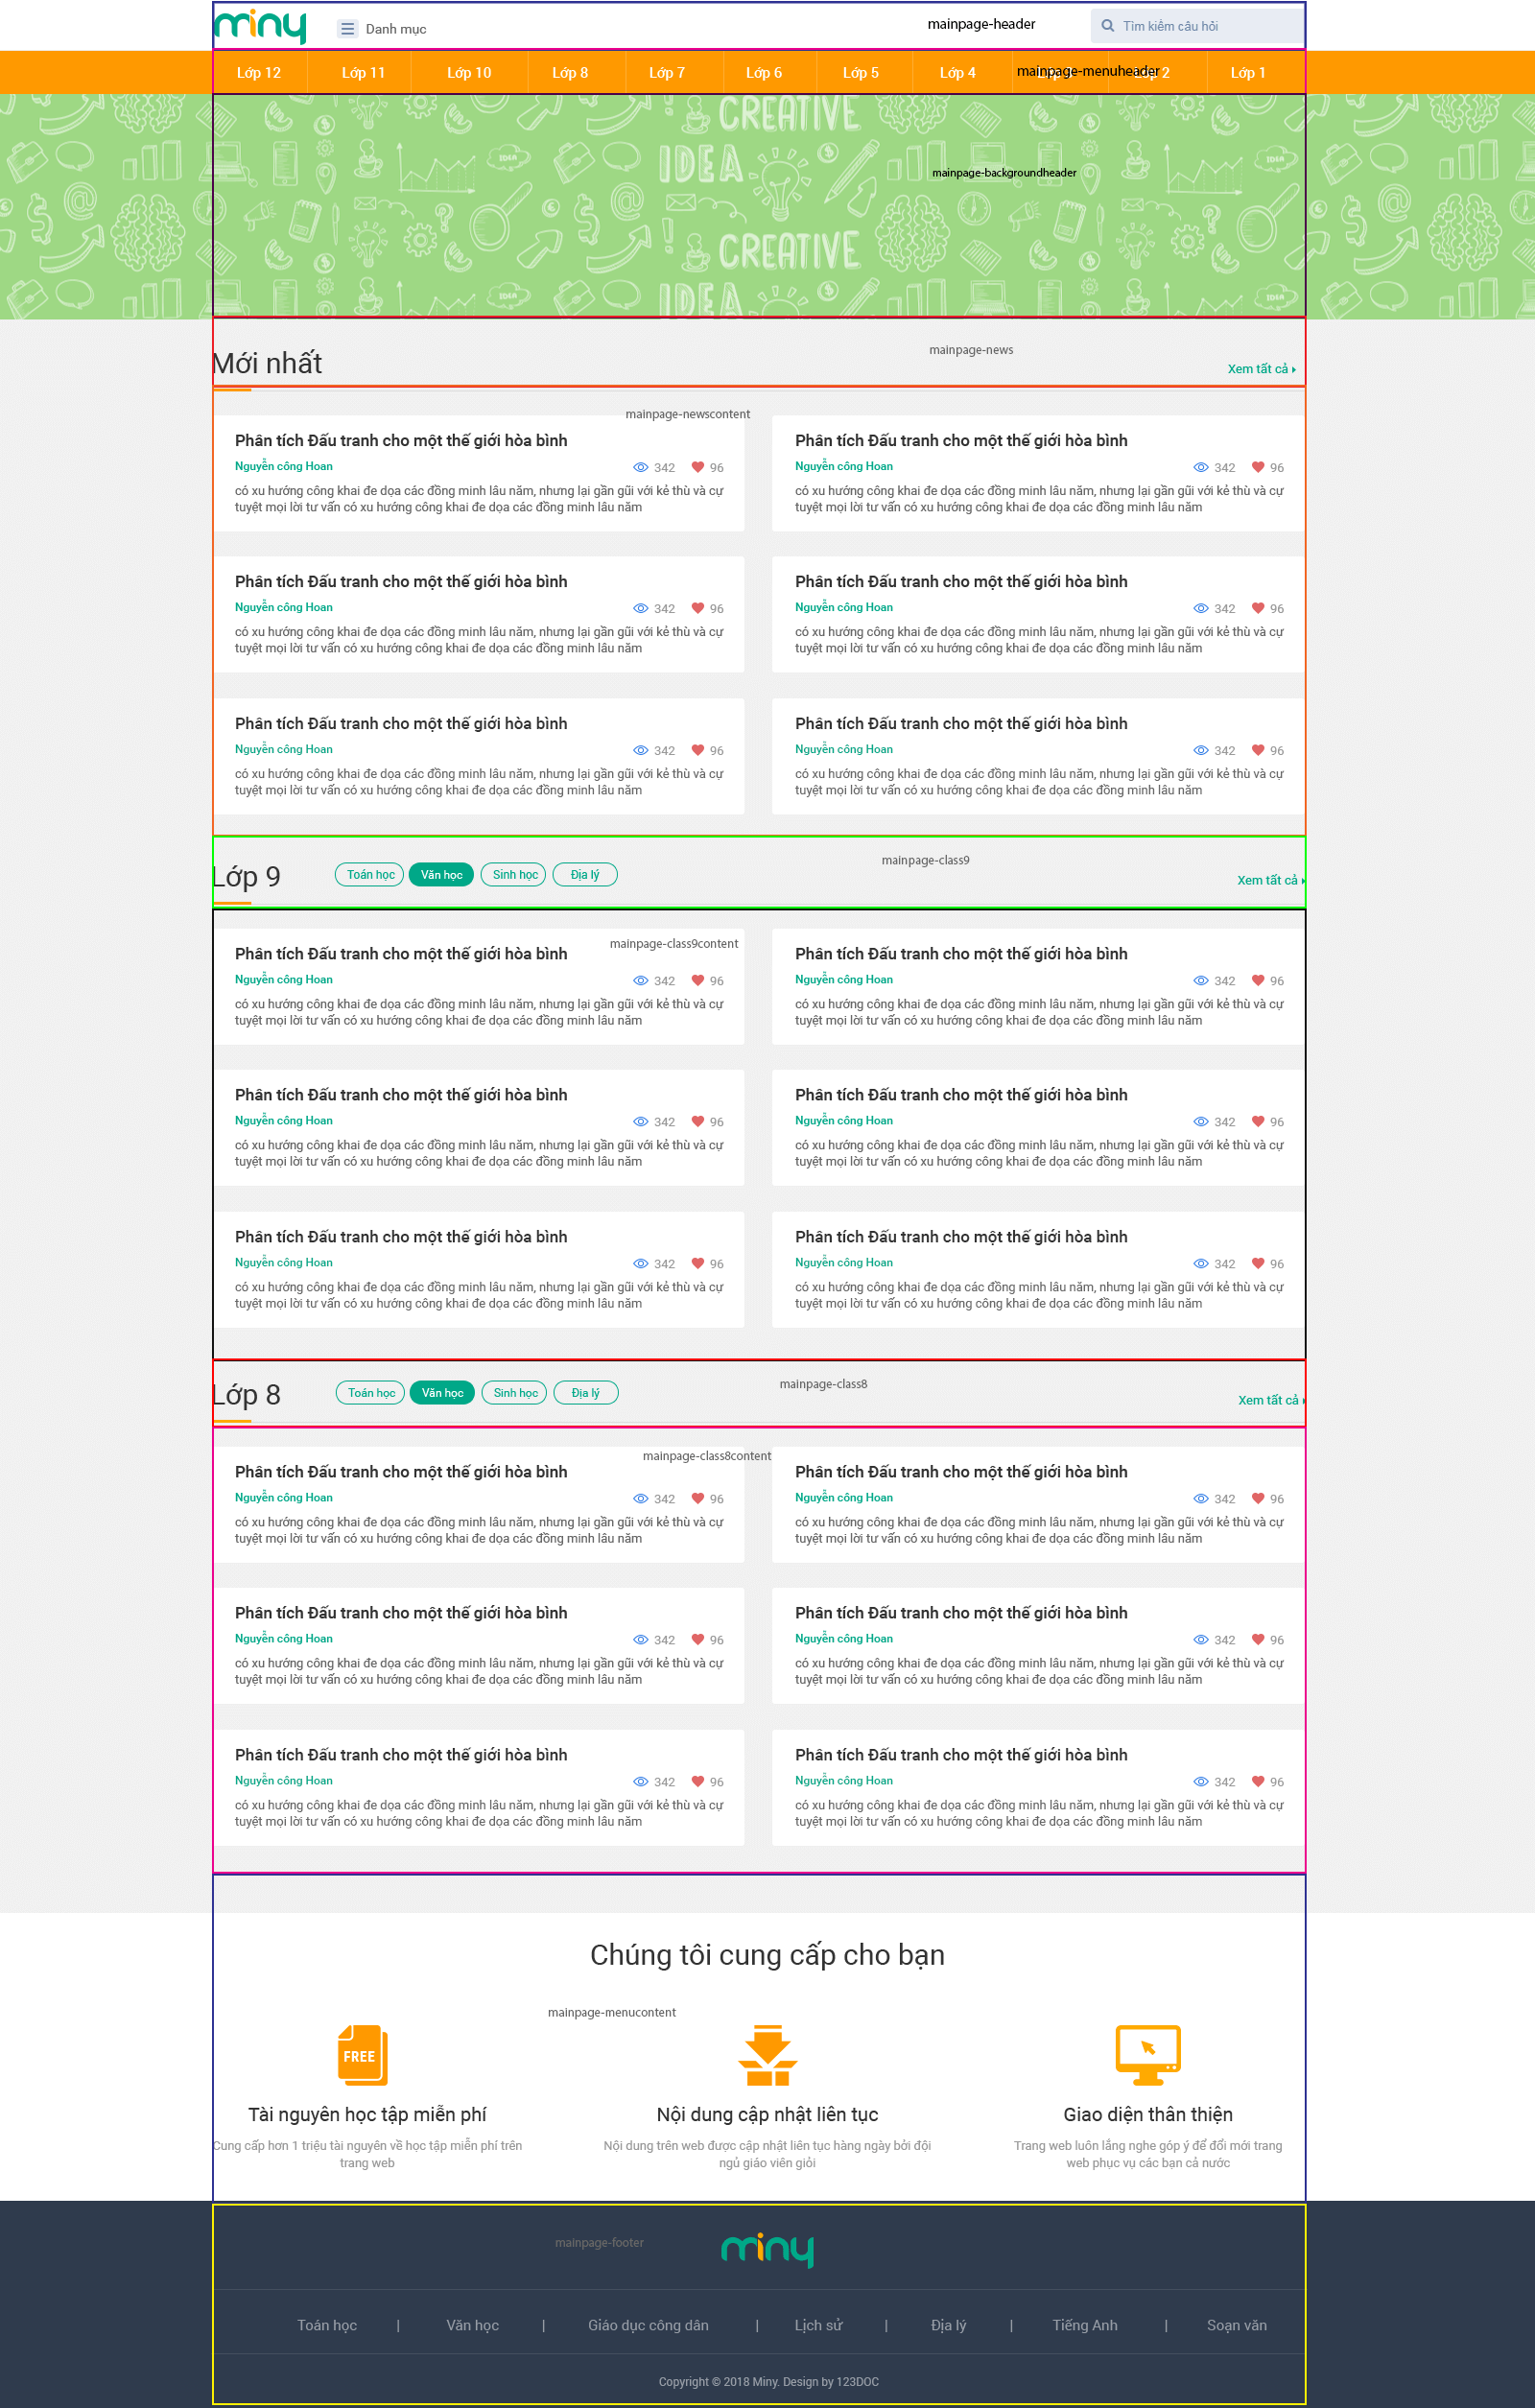 miny
Danh mục
mainpage-header
Tìm kiếm câu hỏi
Lớp 12
Lớp 11
Lớp 10
Lớp 8
Lớp 7
Lớp 6
Lớp 5
Lớp 4
mainpage-menuheader
2
Lớp 1
CREATIVE
IDEA
mainpage-backgroundheader
CREATIVE
IDEA
Mới nhất
mainpage-news
Xem tất cả
mainpage-newscontent
Phân tích Đấu tranh cho một thế giới hòa bình
Nguyễn công Hoan
342
96
có xu hướng công khai đe dọa các đồng minh lâu năm, nhưng lại gần gũi với kẻ thù và cự
tuyệt mọi lời tư vấn có xu hướng công khai đe dọa các đồng minh lâu năm
Phân tích Đấu tranh cho một thế giới hòa bình
Nguyễn công Hoan
342
96
có xu hướng công khai đe dọa các đồng minh lâu năm, nhưng lại gần gũi với kẻ thù và cự
tuyệt mọi lời tư vấn có xu hướng công khai đe dọa các đồng minh lâu năm
Phân tích Đấu tranh cho một thế giới hòa bình
Nguyễn công Hoan
342
96
có xu hướng công khai đe dọa các đồng minh lâu năm, nhưng lại gần gũi với kẻ thù và cự
tuyệt mọi lời tư vấn có xu hướng công khai đe dọa các đồng minh lâu năm
Phân tích Đấu tranh cho một thế giới hòa bình
Nguyễn công Hoan
342
96
có xu hướng công khai đe dọa các đồng minh lâu năm, nhưng lại gần gũi với kẻ thù và cự
tuyệt mọi lời tư vấn có xu hướng công khai đe dọa các đồng minh lâu năm
Phân tích Đấu tranh cho một thế giới hòa bình
Nguyễn công Hoan
342
96
có xu hướng công khai đe dọa các đồng minh lâu năm, nhưng lại gần gũi với kẻ thù và cự
tuyệt mọi lời tư vấn có xu hướng công khai đe dọa các đồng minh lâu năm
Phân tích Đấu tranh cho một thế giới hòa bình
Nguyễn công Hoan
342
96
có xu hướng công khai đe dọa các đồng minh lâu năm, nhưng lại gần gũi với kẻ thù và cự
tuyệt mọi lời tư vấn có xu hướng công khai đe dọa các đồng minh lâu năm
Lớp 9
Toán học
Văn học
Sinh học
Địa lý
mainpage-class9
Xem tất cả
mainpage-class9content
Phân tích Đấu tranh cho một thế giới hòa bình
Nguyễn công Hoan
342
96
có xu hướng công khai đe dọa các đồng minh lâu năm, nhưng lại gần gũi với kẻ thù và cự
tuyệt mọi lời tư vấn có xu hướng công khai đe dọa các đồng minh lâu năm
Phân tích Đấu tranh cho một thế giới hòa bình
Nguyễn công Hoan
342
96
có xu hướng công khai đe dọa các đồng minh lâu năm, nhưng lại gần gũi với kẻ thù và cự
tuyệt mọi lời tư vấn có xu hướng công khai đe dọa các đồng minh lâu năm
Phân tích Đấu tranh cho một thế giới hòa bình
Nguyễn công Hoan
342
96
có xu hướng công khai đe dọa các đồng minh lâu năm, nhưng lại gần gũi với kẻ thù và cự
tuyệt mọi lời tư vấn có xu hướng công khai đe dọa các đồng minh lâu năm
Phân tích Đấu tranh cho một thế giới hòa bình
Nguyễn công Hoan
342
96
có xu hướng công khai đe dọa các đồng minh lâu năm, nhưng lại gần gũi với kẻ thù và cự
tuyệt mọi lời tư vấn có xu hướng công khai đe dọa các đồng minh lâu năm
Phân tích Đấu tranh cho một thế giới hòa bình
Nguyễn công Hoan
342
96
có xu hướng công khai đe dọa các đồng minh lâu năm, nhưng lại gần gũi với kẻ thù và cự
tuyệt mọi lời tư vấn có xu hướng công khai đe dọa các đồng minh lâu năm
Phân tích Đấu tranh cho một thế giới hòa bình
Nguyễn công Hoan
342
96
có xu hướng công khai đe dọa các đồng minh lâu năm, nhưng lại gần gũi với kẻ thù và cự
tuyệt mọi lời tư vấn có xu hướng công khai đe dọa các đồng minh lâu năm
Lớp 8
Toán học
Văn học
Sinh học
Địa lý
mainpage-class8
Xem tất cả
mainpage-class8content
Phân tích Đấu tranh cho một thế giới hòa bình
Nguyễn công Hoan
342
96
có xu hướng công khai đe dọa các đồng minh lâu năm, nhưng lại gần gũi với kẻ thù và cự
tuyệt mọi lời tư vấn có xu hướng công khai đe dọa các đồng minh lâu năm
Phân tích Đấu tranh cho một thế giới hòa bình
Nguyễn công Hoan
342
96
có xu hướng công khai đe dọa các đồng minh lâu năm, nhưng lại gần gũi với kẻ thù và cự
tuyệt mọi lời tư vấn có xu hướng công khai đe dọa các đồng minh lâu năm
Phân tích Đấu tranh cho một thế giới hòa bình
Nguyễn công Hoan
342
96
có xu hướng công khai đe dọa các đồng minh lâu năm, nhưng lại gần gũi với kẻ thù và cự
tuyệt mọi lời tư vấn có xu hướng công khai đe dọa các đồng minh lâu năm
Phân tích Đấu tranh cho một thế giới hòa bình
Nguyễn công Hoan
342
96
có xu hướng công khai đe dọa các đồng minh lâu năm, nhưng lại gần gũi với kẻ thù và cự
tuyệt mọi lời tư vấn có xu hướng công khai đe dọa các đồng minh lâu năm
Phân tích Đấu tranh cho một thế giới hòa bình
Nguyễn công Hoan
342
96
có xu hướng công khai đe dọa các đồng minh lâu năm, nhưng lại gần gũi với kẻ thù và cự
tuyệt mọi lời tư vấn có xu hướng công khai đe dọa các đồng minh lâu năm
Phân tích Đấu tranh cho một thế giới hòa bình
Nguyễn công Hoan
342
96
có xu hướng công khai đe dọa các đồng minh lâu năm, nhưng lại gần gũi với kẻ thù và cự
tuyệt mọi lời tư vấn có xu hướng công khai đe dọa các đồng minh lâu năm
Chúng tôi cung cấp cho bạn
mainpage-menucontent
FREE
Tài nguyên học tập miễn phí
Cung cấp hơn 1 triệu tài nguyên về học tập miễn phí trên
trang web
Nội dung cập nhật liên tục
Nội dung trên web được cập nhật liên tục hàng ngày bởi đội
ngủ giáo viên giỏi
Giao diện thân thiện
Trang web luôn lắng nghe góp ý để đổi mới trang
web phục vụ các bạn cả nước
mainpage-footer
miny
Toán học | Văn học | Giáo dục công dân | Lịch sử | Địa lý | Tiếng Anh | Soạn văn
Copyright © 2018 Miny. Design by 123DOC